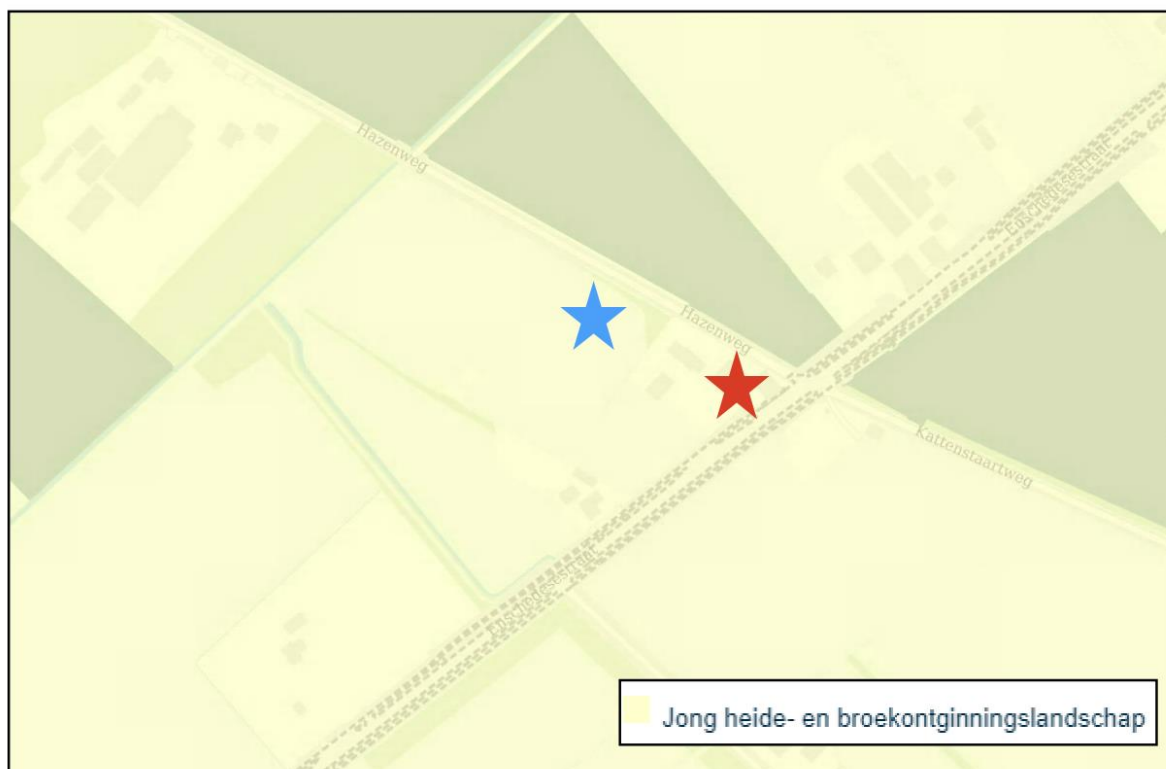 Hazenweg
Enschedesestraat
Hazenweg
Kattenstaartweg
Enschedesestraat
Jong heide- en broekontginningslandschap